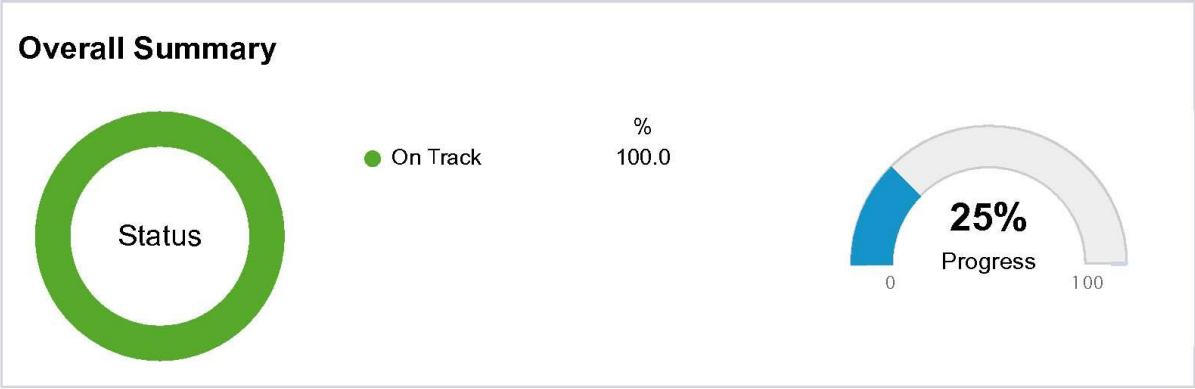 Overall Summary
Status
%
On Track 100.0
25%
Progress
0 100